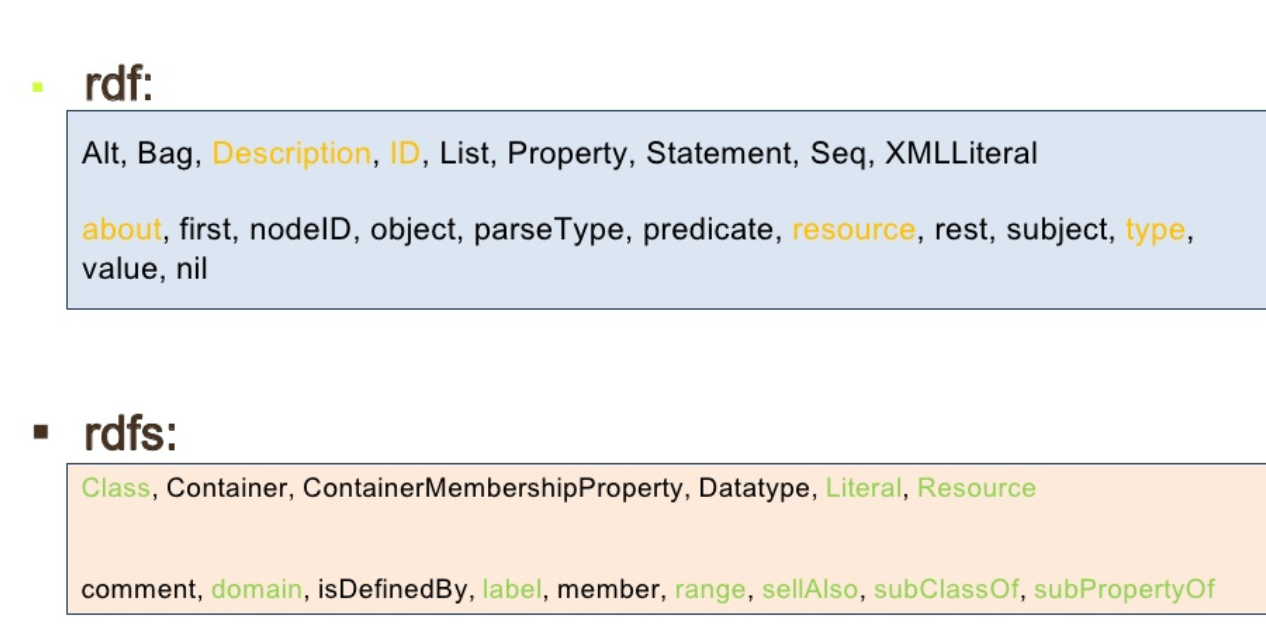 rdf:
Alt, Bag, Description, ID, List, Property, Statement, Seq, XMLLiteral
about, first, nodeID, object, parseType, predicate, resource, rest, subject, type,
value, nil
rdfs:
Class, Container, ContainerMembershipProperty, Datatype, Literal, Resource
comment, domain, isDefinedBy, label, member, range, sellAlso, subClassOf, subPropertyOf